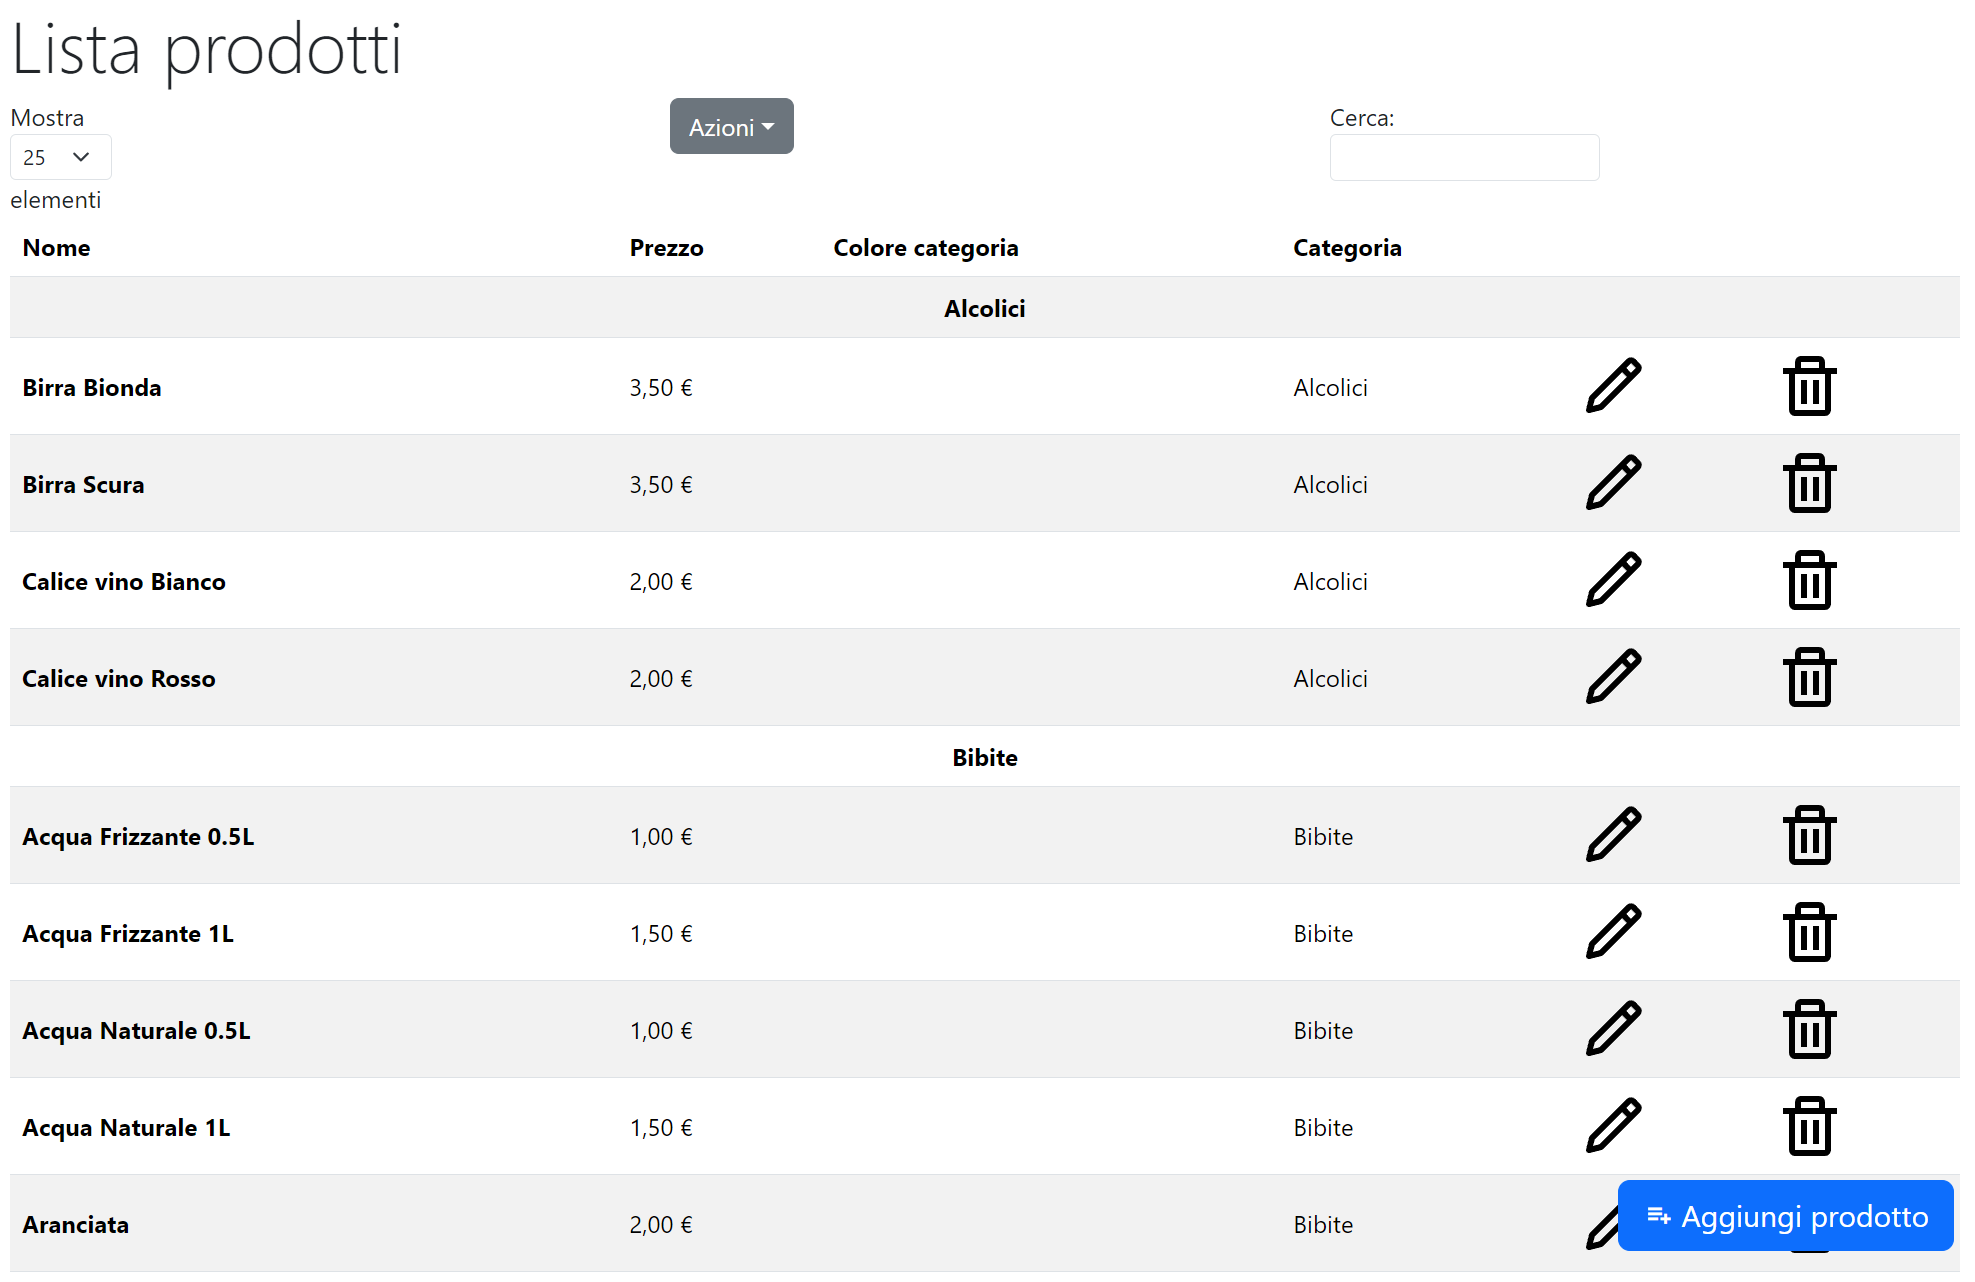 Lista prodotti
Mostra
25
elementi
Azioni
Cerca:
Nome Prezzo Colore categoria Categoria
Alcolici
Birra Bionda 3,50 € Alcolici
Birra Scura 3,50 € Alcolici
Calice vino Bianco 2,00 € Alcolici
Calice vino Rosso 2,00 € Alcolici
Bibite
Acqua Frizzante 0.5L 1,00 € Bibite
Acqua Frizzante 1L 1,50 € Bibite
Acqua Naturale 0.5L 1,00 € Bibite
Acqua Naturale 1L 1,50 € Bibite
Aranciata 2,00 € Bibite
Aggiungi prodotto